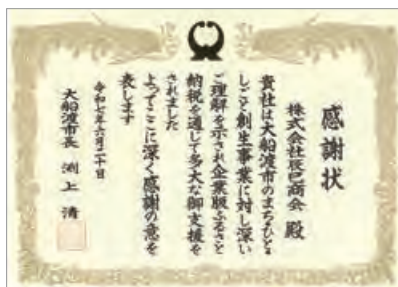 感謝状
株式会社辰巳商会 殿
貴社は大船渡市のまちひと
しごと創生事業に対し深い
ご理解を示され企業版ふるさと
納税を通して多大な御支援を
されました
よってここに深く感謝の意を
表します
令和七年六月二十日
大船渡市長 渕上 清